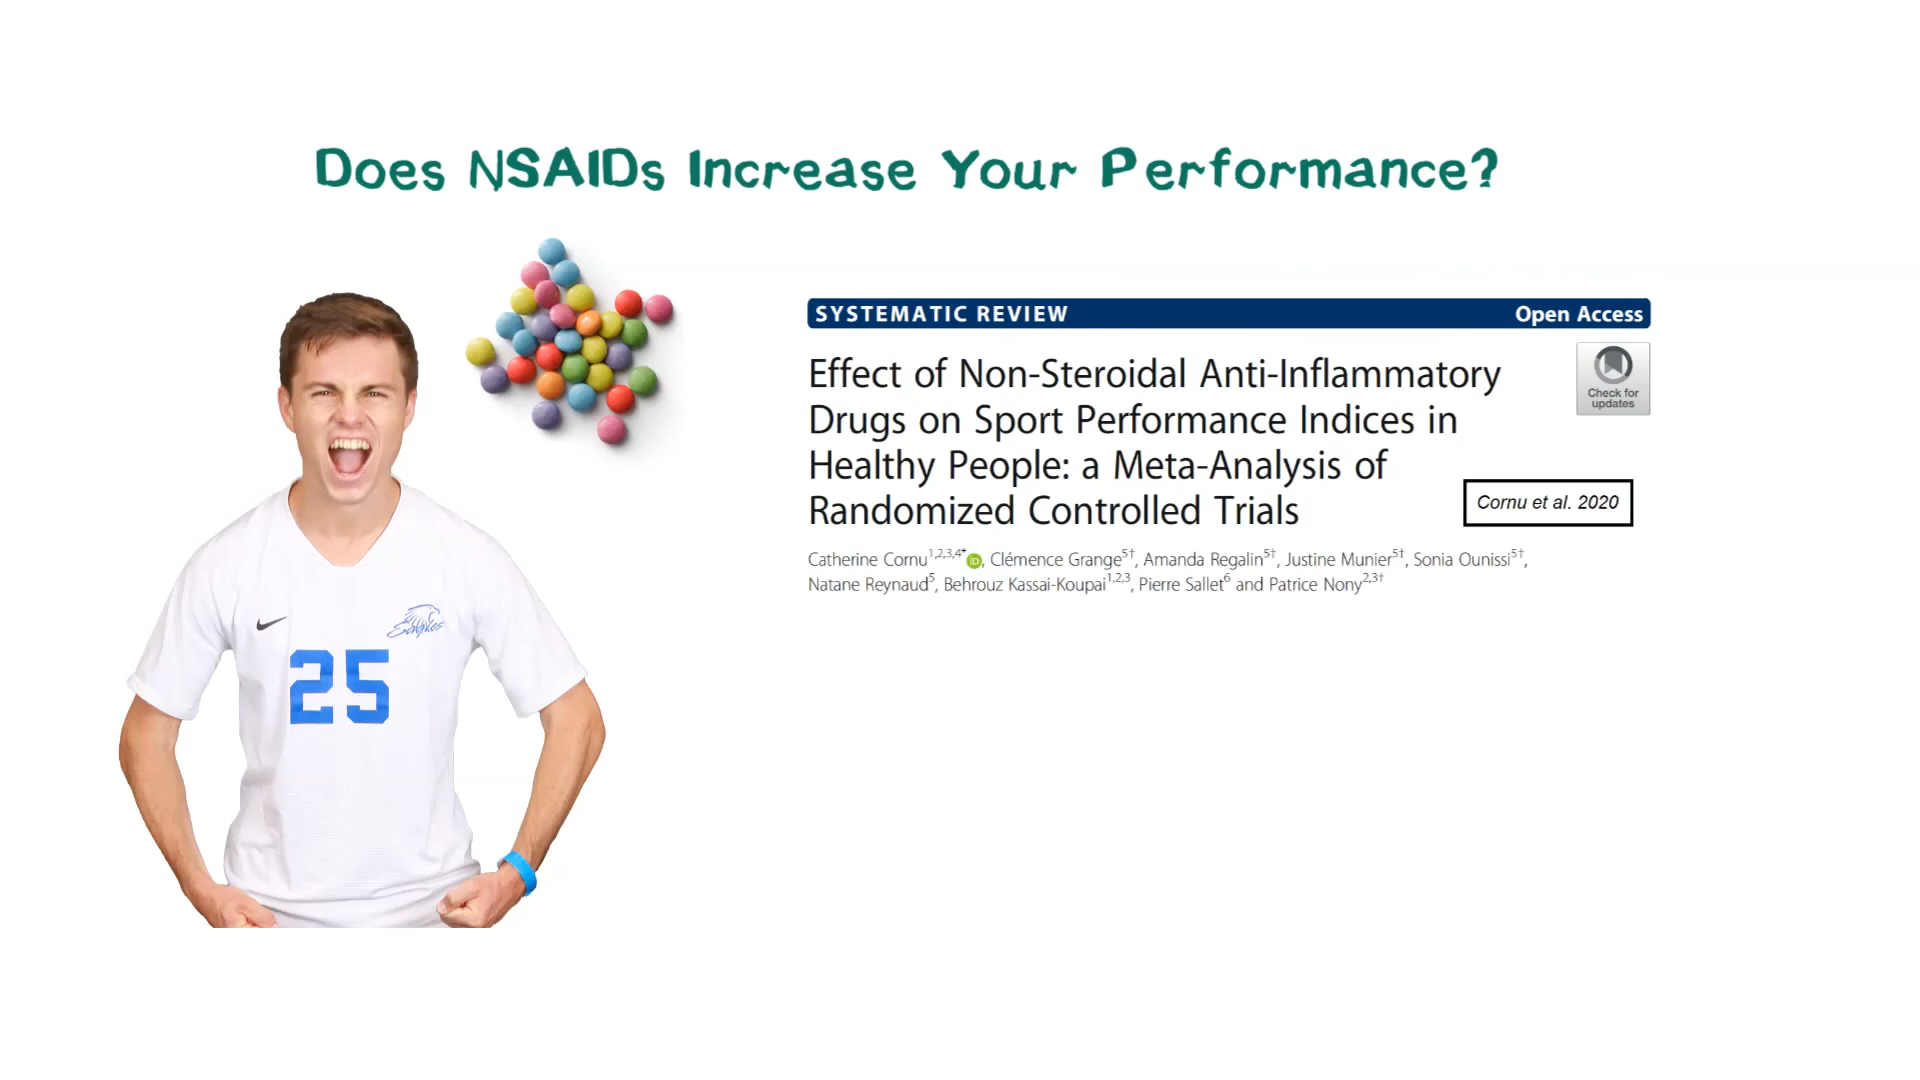 Does NSAIDs Increase Your Performance?
SYSTEMATIC REVIEW Open Access
Effect of Non-Steroidal Anti-Inflammatory
Drugs on Sport Performance Indices in
Healthy People: a Meta-Analysis of
Randomized Controlled Trials
Check for
updates
Cornu et al. 2020
Catherine Cornu1,2,3,4* iD, Clémence Grange5†, Amanda Regalin5†, Justine Munier5†, Sonia Ounissi5†,
Natane Reynaud5, Behrouz Kassai-Koupai1,2,3, Pierre Sallet6 and Patrice Nony2,3†
25